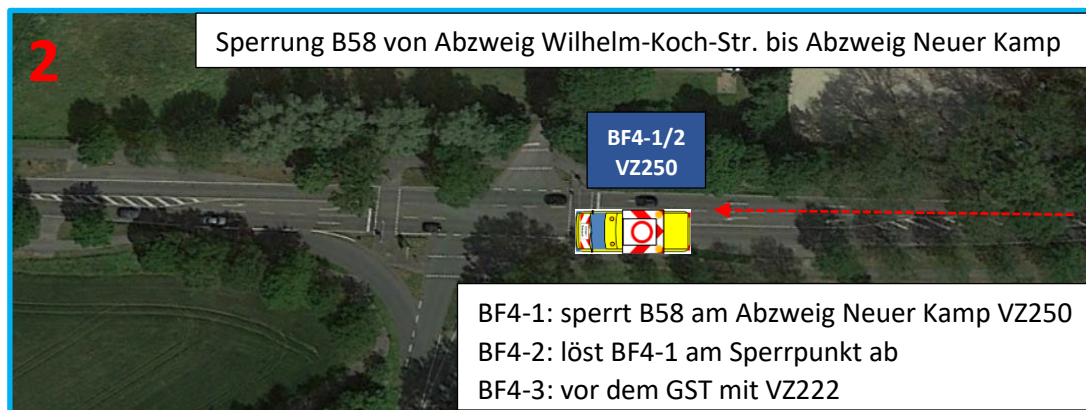 2
Sperrung B58 von Abzweig Wilhelm-Koch-Str. bis Abzweig Neuer Kamp
BF4-1/2
VZ250
BF4-1: sperrt B58 am Abzweig Neuer Kamp VZ250
BF4-2: löst BF4-1 am Sperrpunkt ab
BF4-3: vor dem GST mit VZ222